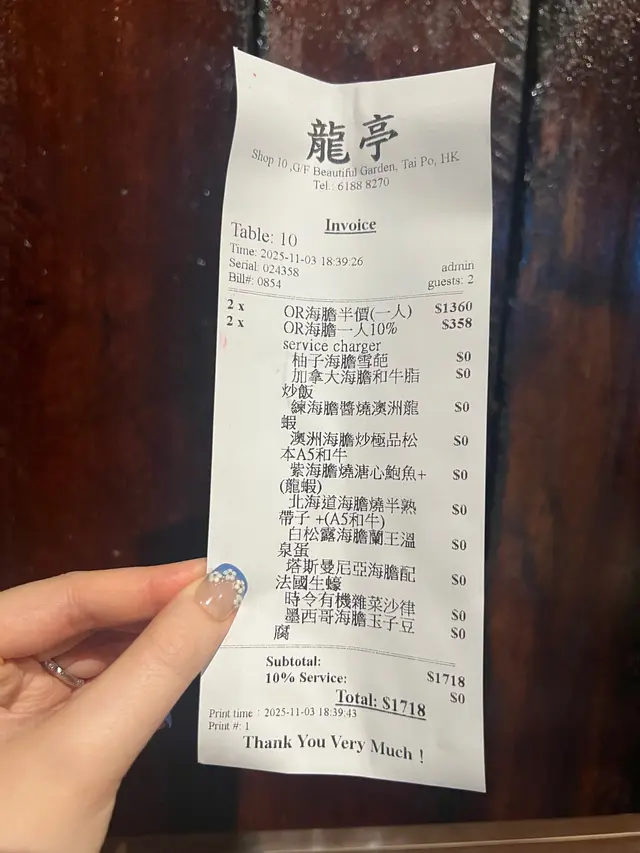 龍亭
Shop 10 ,G/F Beautiful Garden, Tai Po, HK
Tel.: 6188 8270
Invoice
Table: 10
Time: 2025-11-03 18:39:26
Serial: 024358 admin
Bill#: 0854 guests: 2
2 x OR海膽半價(一人) $1360
2 x OR海膽一人10% $358
service charger
柚子海膽雪葩 $0
加拿大海膽和牛脂 $0
炒飯
練海膽醬燒澳洲龍 $0
蝦
澳洲海膽炒極品松 $0
本A5和牛
紫海膽燒溏心鮑魚+ $0
(龍蝦)
北海道海膽燒半熟 $0
帶子 +(A5和牛)
白松露海膽蘭王溫 $0
泉蛋
塔斯曼尼亞海膽配 $0
法國生蠔
時令有機雜菜沙律 $0
墨西哥海膽玉子豆 $0
腐
Subtotal: $1718
10% Service: $0
Total: $1718
Print time : 2025-11-03 18:39:43
Print #: 1
Thank You Very Much !